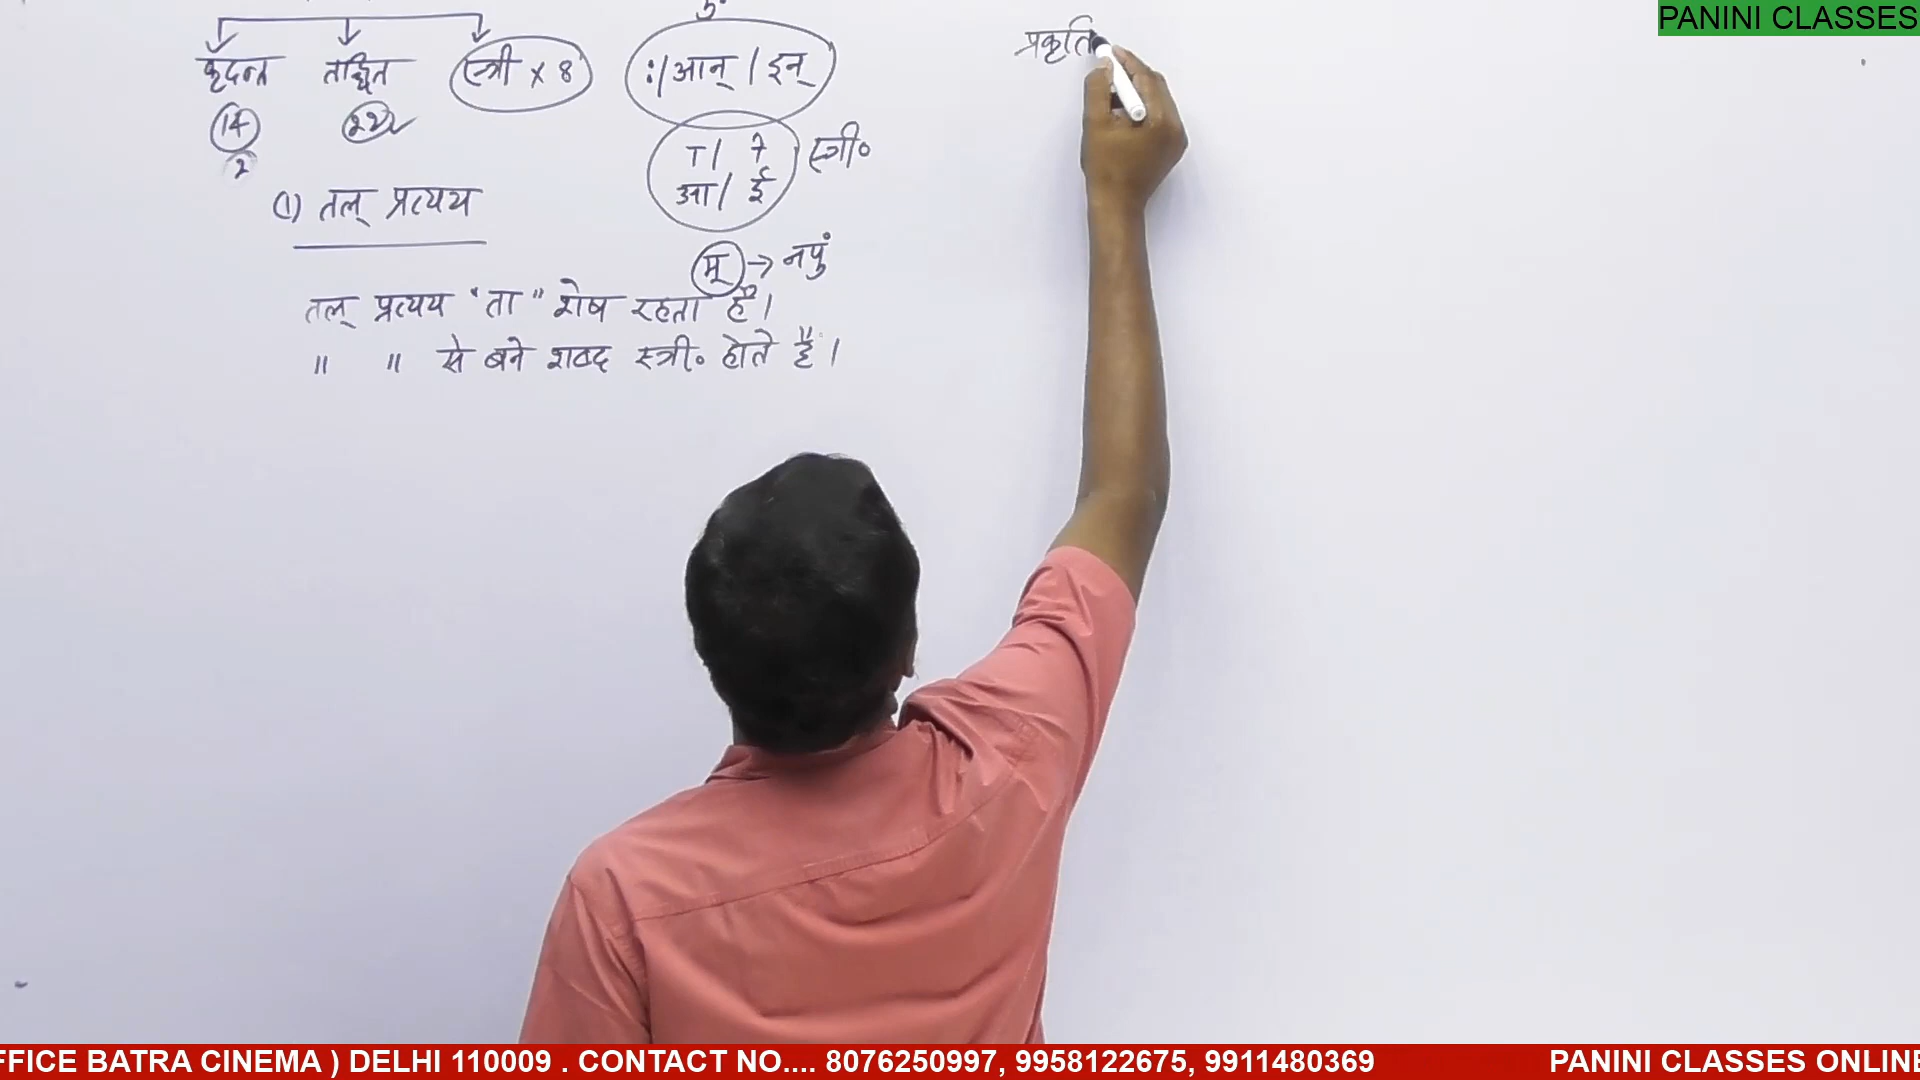 PANINI CLASSES
कृदन्त तद्धित स्त्री × 8 :/आन्/इन्
14
2
ा/ ी स्त्री॰
आ/ ई
① तल् प्रत्यय
म् → नपुं
तल् प्रत्यय "ता" शेष रहता है।
" " से बने शब्द स्त्री॰ होते है।
प्रकृति
FFICE BATRA CINEMA ) DELHI 110009 . CONTACT NO.... 8076250997, 9958122675, 9911480369 PANINI CLASSES ONLINE